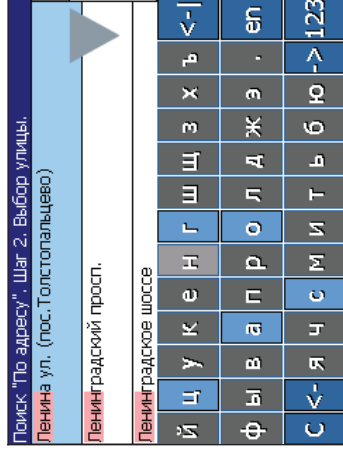 Поиск "По адресу". Шаг 2. Выбор улицы.
Ленина ул. (пос.Толстопальцево)
Ленинградский просп.
Ленинградское шоссе
й ц у к е н г ш щ з х ъ <-|
ф ы в а п р о л д ж э . en
С <- я ч с м и т ь б ю -> 123